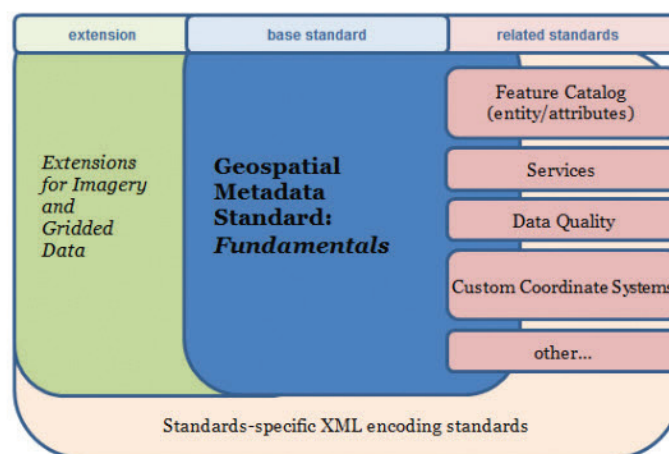 extension
base standard
related standards
Extensions
for Imagery
and
Gridded
Data
Geospatial
Metadata
Standard:
Fundamentals
Feature Catalog
(entity/attributes)
Services
Data Quality
Custom Coordinate Systems
other...
Standards-specific XML encoding standards